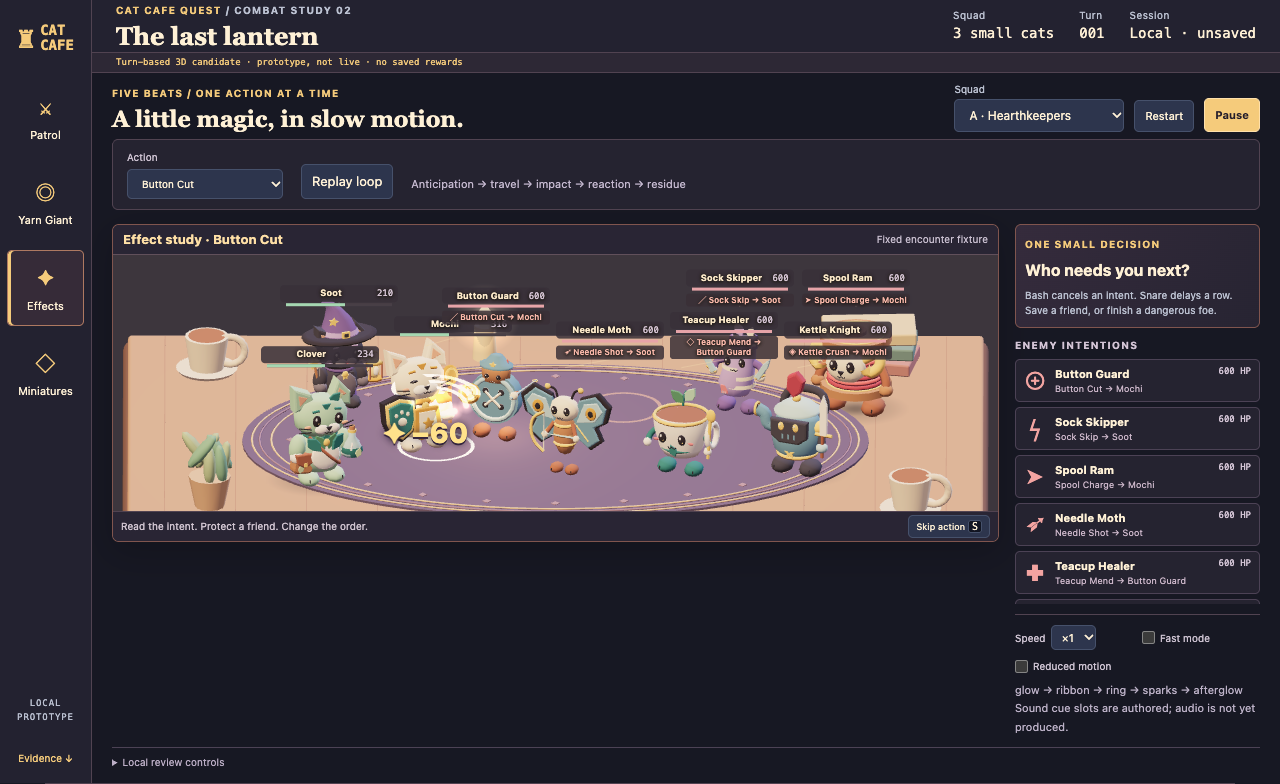 CAT
CAFE
CAT CAFE QUEST / COMBAT STUDY 02
The last lantern
Squad
3 small cats
Turn
001
Session
Local · unsaved
Turn-based 3D candidate · prototype, not live · no saved rewards
Patrol
Yarn Giant
Effects
Miniatures
LOCAL
PROTOTYPE
Evidence ↓
FIVE BEATS / ONE ACTION AT A TIME
A little magic, in slow motion.
Squad
A · Hearthkeepers
Restart
Pause
Action
Button Cut
Replay loop
Anticipation → travel → impact → reaction → residue
Effect study · Button Cut
Fixed encounter fixture
Soot 210
Button Guard 600
Button Cut → Mochi
Sock Skipper 600
Sock Skip → Soot
Spool Ram 600
Spool Charge → Mochi
Teacup Healer 600
Teacup Mend →
Button Guard
Needle Moth 600
Needle Shot → Soot
Kettle Knight 600
Kettle Crush → Mochi
Clover 234
-60
Read the intent. Protect a friend. Change the order.
Skip action S
ONE SMALL DECISION
Who needs you next?
Bash cancels an intent. Snare delays a row.
Save a friend, or finish a dangerous foe.
ENEMY INTENTIONS
Button Guard 600 HP
Button Cut → Mochi
Sock Skipper 600 HP
Sock Skip → Soot
Spool Ram 600 HP
Spool Charge → Mochi
Needle Moth 600 HP
Needle Shot → Soot
Teacup Healer 600 HP
Teacup Mend → Button Guard
Speed
×1
Fast mode
Reduced motion
glow → ribbon → ring → sparks → afterglow
Sound cue slots are authored; audio is not yet
produced.
Local review controls